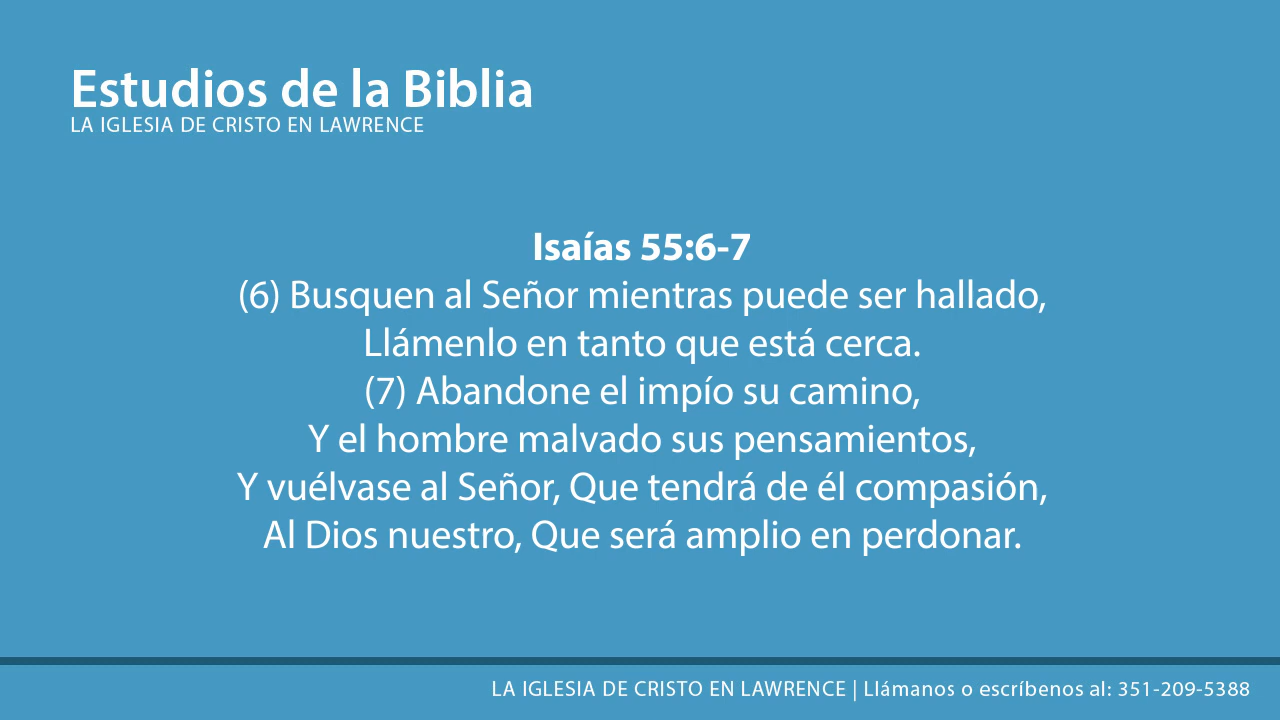 Estudios de la Biblia
LA IGLESIA DE CRISTO EN LAWRENCE
Isaías 55:6-7
(6) Busquen al Señor mientras puede ser hallado,
Llámenlo en tanto que está cerca.
(7) Abandone el impío su camino,
Y el hombre malvado sus pensamientos,
Y vuélvase al Señor, Que tendrá de él compasión,
Al Dios nuestro, Que será amplio en perdonar.
LA IGLESIA DE CRISTO EN LAWRENCE | Llámanos o escríbenos al: 351-209-5388